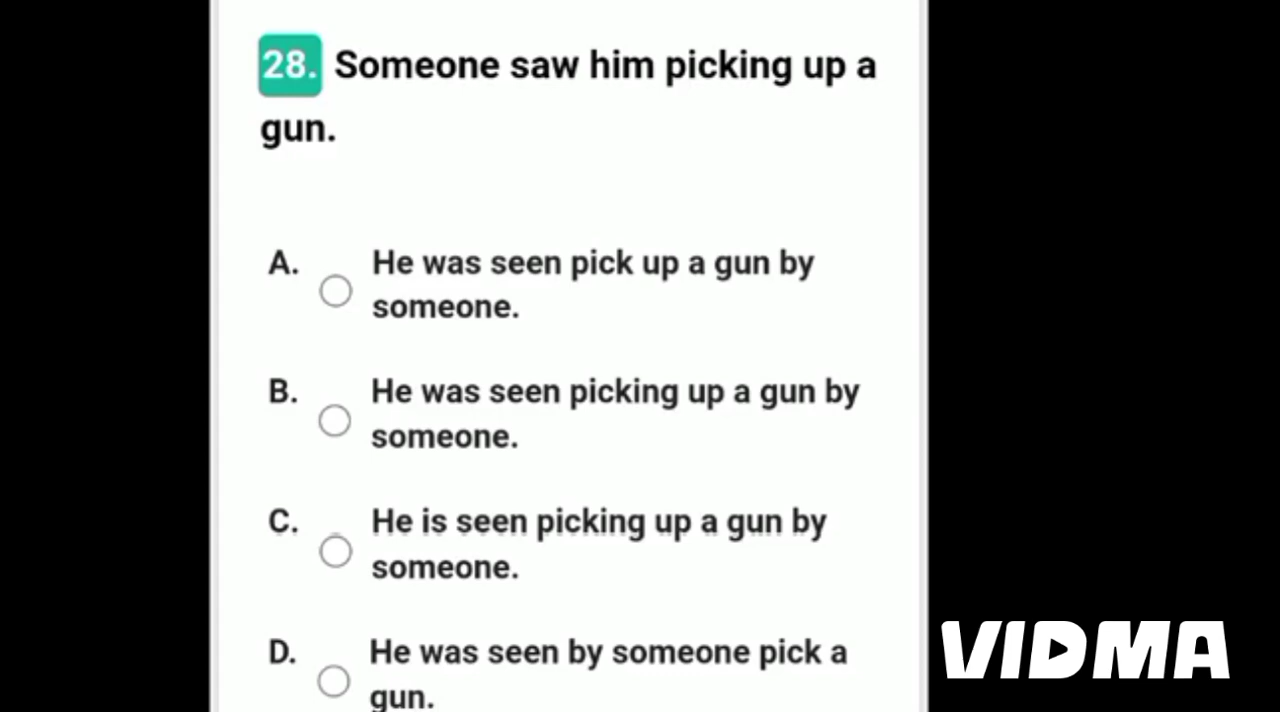 28. Someone saw him picking up a
gun.
A. He was seen pick up a gun by
someone.
B. He was seen picking up a gun by
someone.
C. He is seen picking up a gun by
someone.
D. He was seen by someone pick a
gun.
VIDMA